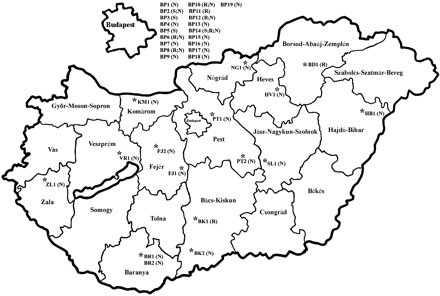 BP1 (N) BP10 (R;N) BP19 (N)
BP2 (N) BP11 (R)
BP3 (S) BP12 (R;N)
BP4 (N) BP13 (N)
BP5 (S) BP14 (S;R;N)
BP6 (R;N) BP15 (N)
BP7 (N) BP16 (N)
BP8 (R;N) BP17 (N)
BP9 (N) BP18 (N)
Budapest
Borsod-Abaúj-Zemplén
*BD1 (R)
Nógrád
NG1 (N)
Heves
Szabolcs-Szatmár-Bereg
HV1 (N)
Győr-Moson-Sopron
*KM1 (N)
Komárom
HB1 (N)
Budapest
PT1 (N)
Jász-Nagykun-Szolnok
Hajdú-Bihar
Vas
Veszprém
VR1 (N)
FJ2 (N)
Pest
PT2 (N)
SL1 (N)
Fejér
FJ1 (N)
ZL1 (N)
Zala
Somogy
Tolna
Bács-Kiskun
Békés
Csongrád
BK1 (R)
BR1 (N)
BR2 (N)
BK2 (N)
Baranya